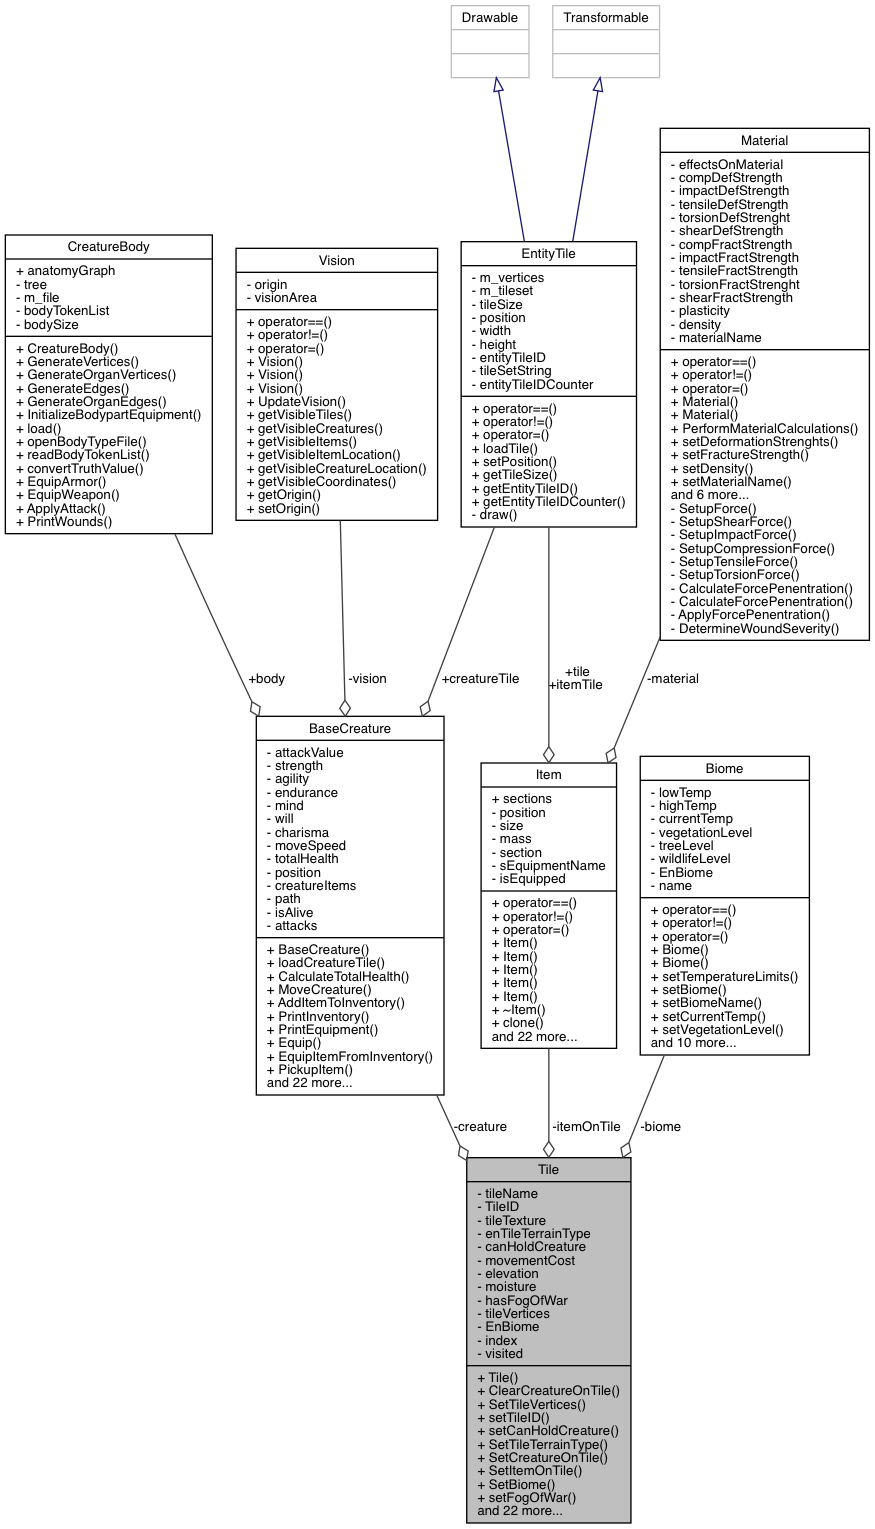 Drawable
Transformable
Material
- effectsOnMaterial
- compDefStrength
- impactDefStrength
- tensileDefStrength
- torsionDefStrenght
- shearDefStrength
- compFractStrength
- impactFractStrength
- tensileFractStrength
- torsionFractStrenght
- shearFractStrength
- plasticity
- density
- materialName
+ operator==()
+ operator!=()
+ operator=()
+ Material()
+ Material()
+ PerformMaterialCalculations()
+ setDeformationStrenghts()
+ setFractureStrength()
+ setDensity()
+ setMaterialName()
and 6 more...
- SetupForce()
- SetupShearForce()
- SetupImpactForce()
- SetupCompressionForce()
- SetupTensileForce()
- SetupTorsionForce()
- CalculateForcePenentration()
- CalculateForcePenentration()
- ApplyForcePenentration()
- DetermineWoundSeverity()
CreatureBody
+ anatomyGraph
- tree
- m_file
- bodyTokenList
- bodySize
+ CreatureBody()
+ GenerateVertices()
+ GenerateOrganVertices()
+ GenerateEdges()
+ GenerateOrganEdges()
+ InitializeBodypartEquipment()
+ load()
+ openBodyTypeFile()
+ readBodyTokenList()
+ convertTruthValue()
+ EquipArmor()
+ EquipWeapon()
+ ApplyAttack()
+ PrintWounds()
Vision
- origin
- visionArea
+ operator==()
+ operator!=()
+ operator=()
+ Vision()
+ Vision()
+ Vision()
+ UpdateVision()
+ getVisibleTiles()
+ getVisibleCreatures()
+ getVisibleItems()
+ getVisibleItemLocation()
+ getVisibleCreatureLocation()
+ getVisibleCoordinates()
+ getOrigin()
+ setOrigin()
EntityTile
- m_vertices
- m_tileset
- tileSize
- position
- width
- height
- entityTileID
- tileSetString
- entityTileIDCounter
+ operator==()
+ operator!=()
+ operator=()
+ loadTile()
+ setPosition()
+ getTileSize()
+ getEntityTileID()
+ getEntityTileIDCounter()
- draw()
+body
-vision
+creatureTile
+tile
+itemTile
-material
BaseCreature
- attackValue
- strength
- agility
- endurance
- mind
- will
- charisma
- moveSpeed
- totalHealth
- position
- creatureItems
- path
- isAlive
- attacks
+ BaseCreature()
+ loadCreatureTile()
+ CalculateTotalHealth()
+ MoveCreature()
+ AddItemToInventory()
+ PrintInventory()
+ PrintEquipment()
+ Equip()
+ EquipItemFromInventory()
+ PickupItem()
and 22 more...
Item
+ sections
- position
- size
- mass
- section
- sEquipmentName
- isEquipped
+ operator==()
+ operator!=()
+ operator=()
+ Item()
+ Item()
+ Item()
+ Item()
+ Item()
+ ~Item()
+ clone()
and 22 more...
Biome
- lowTemp
- highTemp
- currentTemp
- vegetationLevel
- treeLevel
- wildlifeLevel
- EnBiome
- name
+ operator==()
+ operator!=()
+ operator=()
+ Biome()
+ Biome()
+ setTemperatureLimits()
+ setBiome()
+ setBiomeName()
+ setCurrentTemp()
+ setVegetationLevel()
and 10 more...
-creature
-itemOnTile
-biome
Tile
- tileName
- TileID
- tileTexture
- enTileTerrainType
- canHoldCreature
- movementCost
- elevation
- moisture
- hasFogOfWar
- tileVertices
- EnBiome
- index
- visited
+ Tile()
+ ClearCreatureOnTile()
+ SetTileVertices()
+ setTileID()
+ setCanHoldCreature()
+ SetTileTerrainType()
+ SetCreatureOnTile()
+ SetItemOnTile()
+ SetBiome()
+ setFogOfWar()
and 22 more...